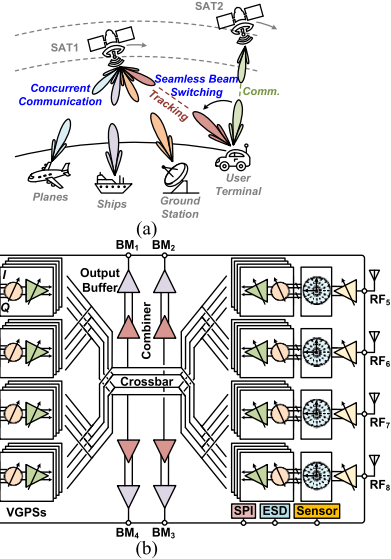 SAT2
SAT1
Concurrent
Communication
Seamless Beam
Switching
Tracking
Comm.
Planes
Ships
Ground
Station
User
Terminal
(a)
BM1 BM2
Output
Buffer
Combiner
I
Q
Crossbar
RF5
RF6
RF7
RF8
VGPSs
SPI ESD Sensor
BM4 BM3
(b)